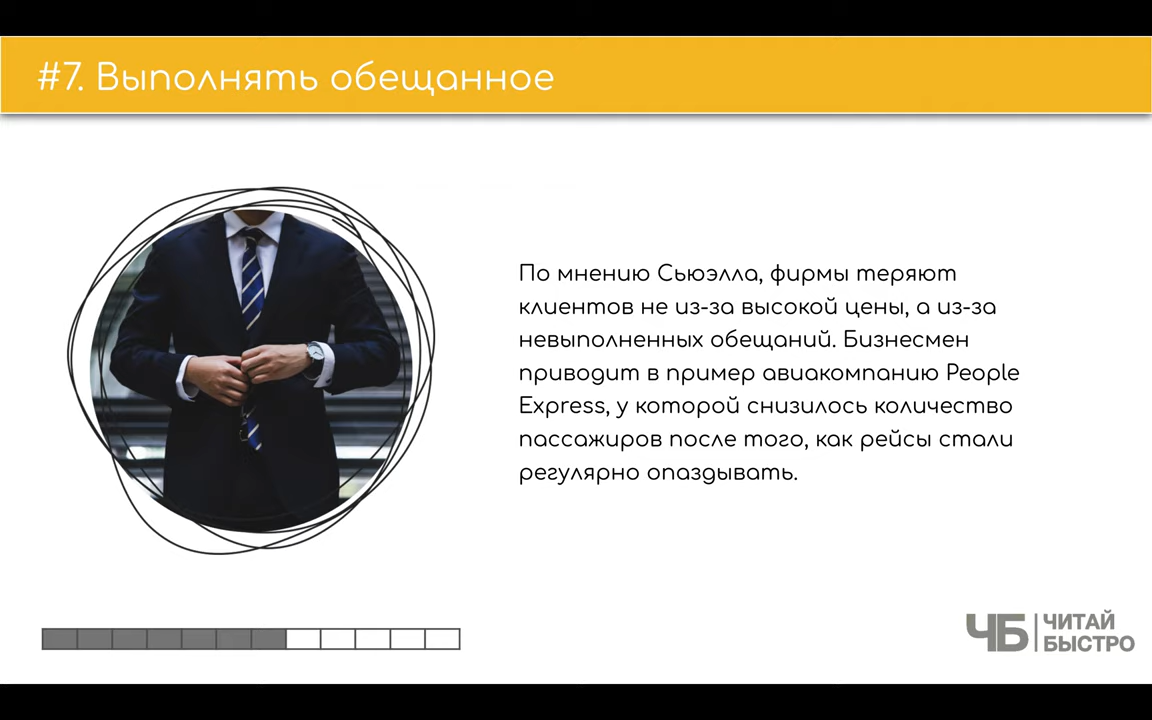 #7. Выполнять обещанное
По мнению Сьюэлла, фирмы теряют
клиентов не из-за высокой цены, а из-за
невыполненных обещаний. Бизнесмен
приводит в пример авиакомпанию People
Express, у которой снизилось количество
пассажиров после того, как рейсы стали
регулярно опаздывать.
ЧБ
ЧИТАЙ
БЫСТРО